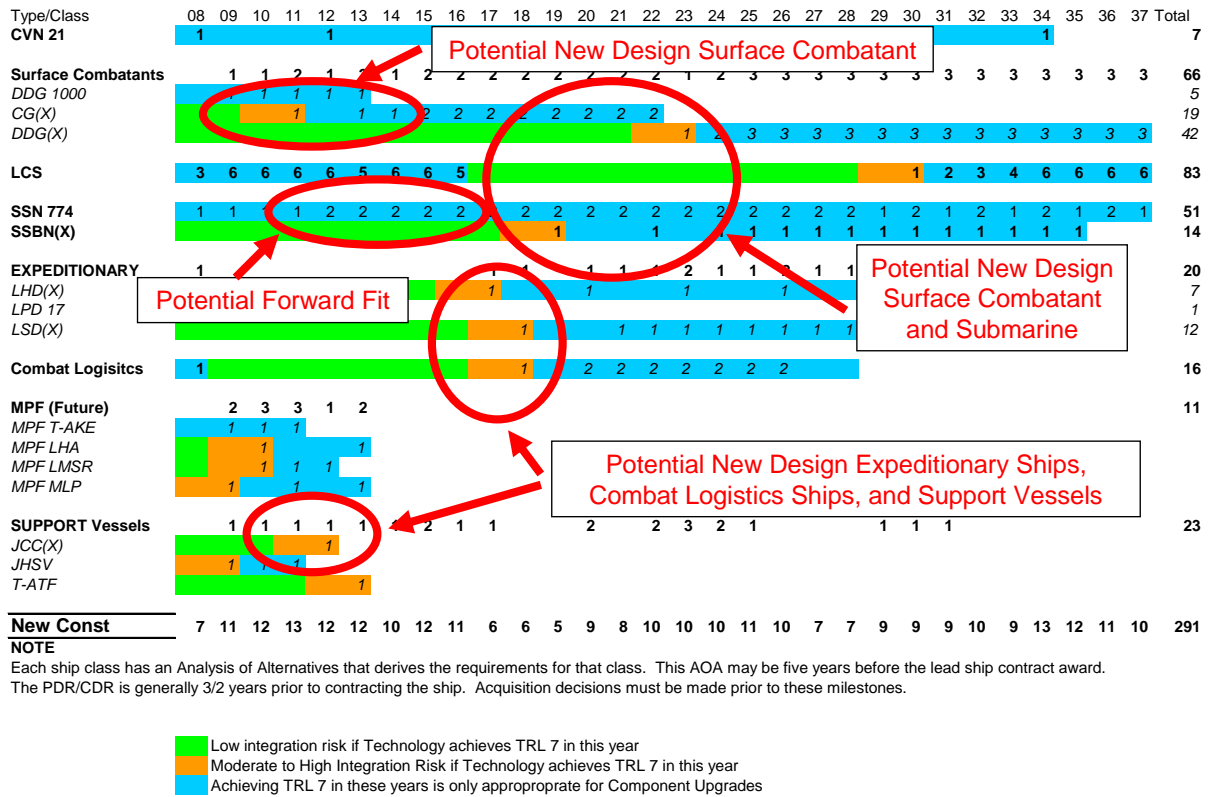 Type/Class 08 09 10 11 12 13 14 15 16 17 18 19 20 21 22 23 24 25 26 27 28 29 30 31 32 33 34 35 36 37 Total
CVN 21 1 1 1 7
Potential New Design Surface Combatant
Surface Combatants 1 1 2 1 2 1 2 2 2 2 2 2 2 2 1 2 3 3 3 3 3 3 3 3 3 3 3 3 3 66
DDG 1000 1 1 1 1 1 5
CG(X) 1 1 1 2 2 2 2 2 2 2 2 19
DDG(X) 1 2 3 3 3 3 3 3 3 3 3 3 3 3 3 42
LCS 3 6 6 6 6 5 6 6 5 1 2 3 4 6 6 6 6 83
SSN 774 1 1 1 1 2 2 2 2 2 2 2 2 2 2 2 2 2 2 2 2 2 1 2 1 2 1 2 1 2 1 51
SSBN(X) 1 1 1 1 1 1 1 1 1 1 1 1 1 1 14
EXPEDITIONARY 1 1 1 1 1 1 2 1 1 2 1 1 20
LHD(X) 1 1 1 1 7
LPD 17 1
LSD(X) 1 1 1 1 1 1 1 1 1 12
Potential Forward Fit
Potential New Design
Surface Combatant
and Submarine
Combat Logisitcs 1 1 2 2 2 2 2 2 2 16
MPF (Future) 2 3 3 1 2 11
MPF T-AKE 1 1 1
MPF LHA 1 1
MPF LMSR 1 1 1
MPF MLP 1 1 1
Potential New Design Expeditionary Ships,
Combat Logistics Ships, and Support Vessels
SUPPORT Vessels 1 1 1 1 1 1 2 1 1 2 2 3 2 1 1 1 1 23
JCC(X) 1
JHSV 1 1 1
T-ATF 1
New Const 7 11 12 13 12 12 10 12 11 6 6 5 9 8 10 10 10 11 10 7 7 9 9 9 10 9 13 12 11 10 291
NOTE
Each ship class has an Analysis of Alternatives that derives the requirements for that class. This AOA may be five years before the lead ship contract award.
The PDR/CDR is generally 3/2 years prior to contracting the ship. Acquisition decisions must be made prior to these milestones.
Low integration risk if Technology achieves TRL 7 in this year
Moderate to High Integration Risk if Technology achieves TRL 7 in this year
Achieving TRL 7 in these years is only approproprate for Component Upgrades